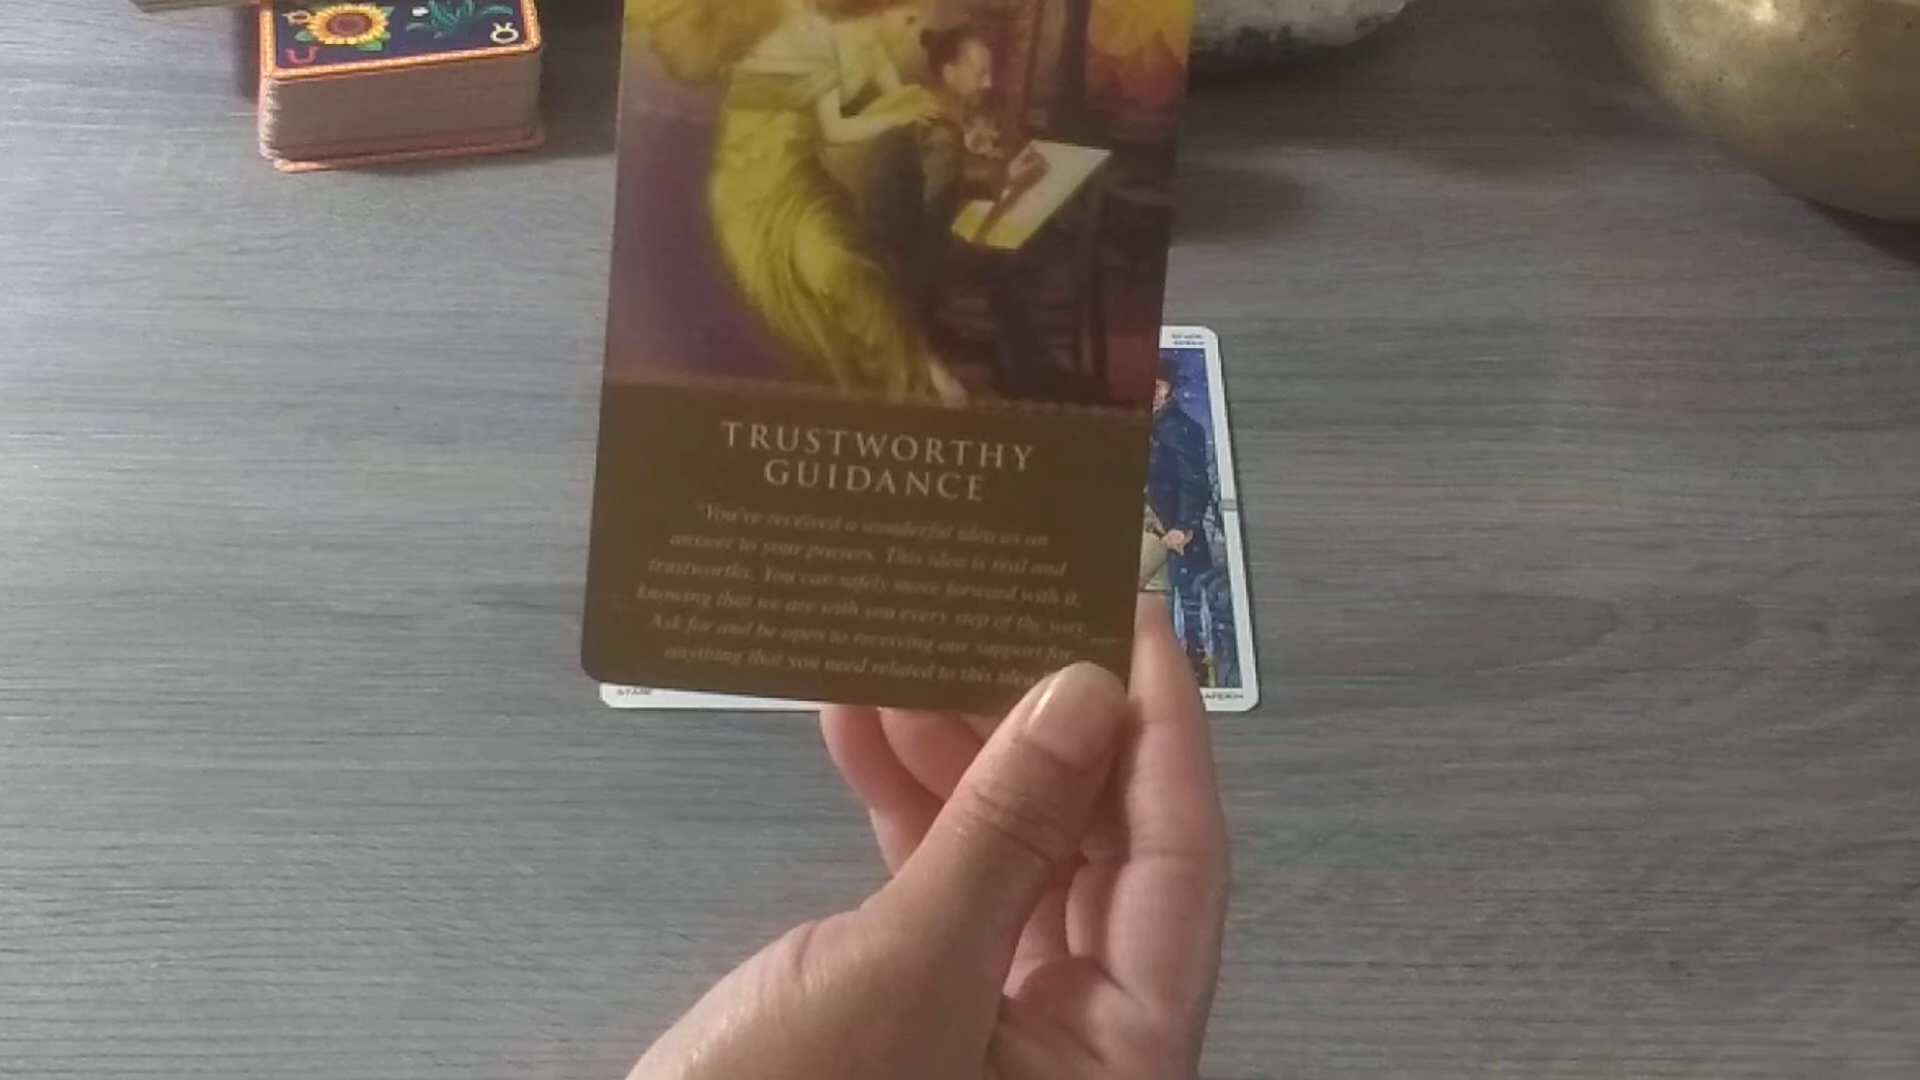 TRUSTWORTHY
GUIDANCE
"You've received a wonderful idea as an
answer to your prayers. This idea is real and
trustworthy. You can safely move forward with it,
knowing that we are with you every step of the way.
Ask for and be open to receiving our support for
anything that you need related to this idea